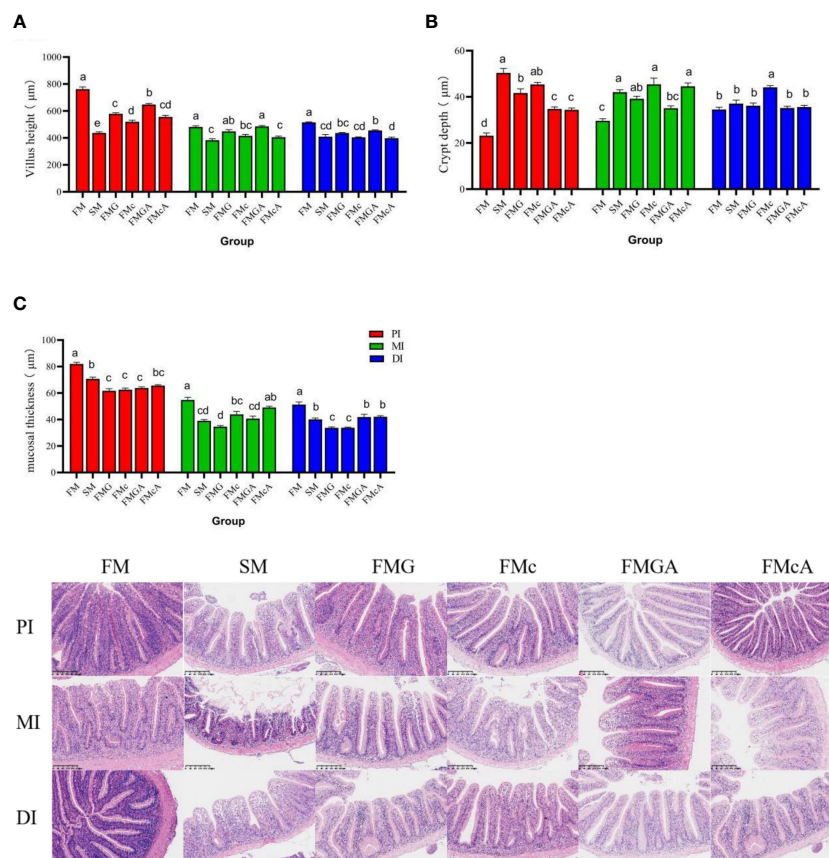 A
Villus height ( μm)
1000
800
600
400
200
0
a e c d b cd
a c ab bc a c
a cd bc cd b d
FM SM FMG FMc FMGA FMcA
FM SM FMG FMc FMGA FMcA
FM SM FMG FMc FMGA FMcA
Group
B
Crypt depth ( μm)
60
40
20
0
d a b ab c c
c a ab a bc a
b b b a b b
FM SM FMG FMc FMGA FMcA
FM SM FMG FMc FMGA FMcA
FM SM FMG FMc FMGA FMcA
Group
C
mucosal thickness ( μm)
100
80
60
40
20
0
a b c c c bc
a cd d bc cd ab
a b c c b b
PI
MI
DI
FM SM FMG FMc FMGA FMcA
FM SM FMG FMc FMGA FMcA
FM SM FMG FMc FMGA FMcA
Group
FM SM FMG FMc FMGA FMcA
PI
MI
DI